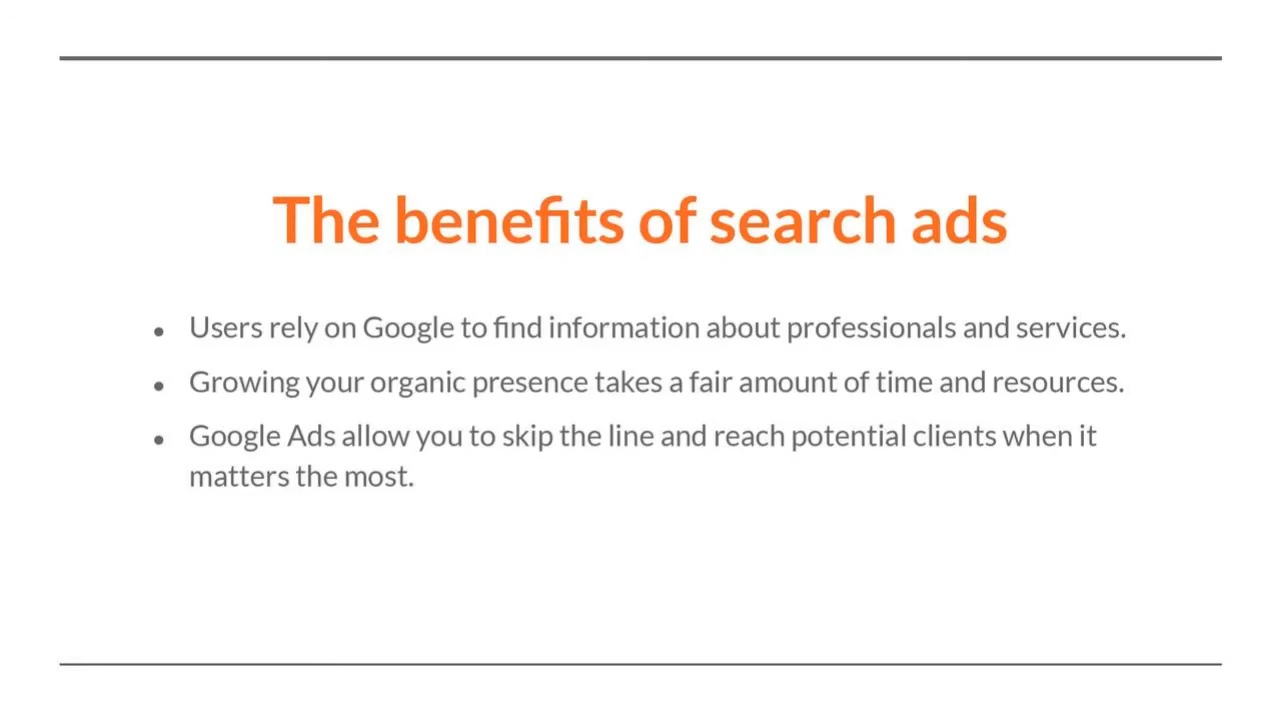 The benefits of search ads
● Users rely on Google to find information about professionals and services.
● Growing your organic presence takes a fair amount of time and resources.
● Google Ads allow you to skip the line and reach potential clients when it
matters the most.